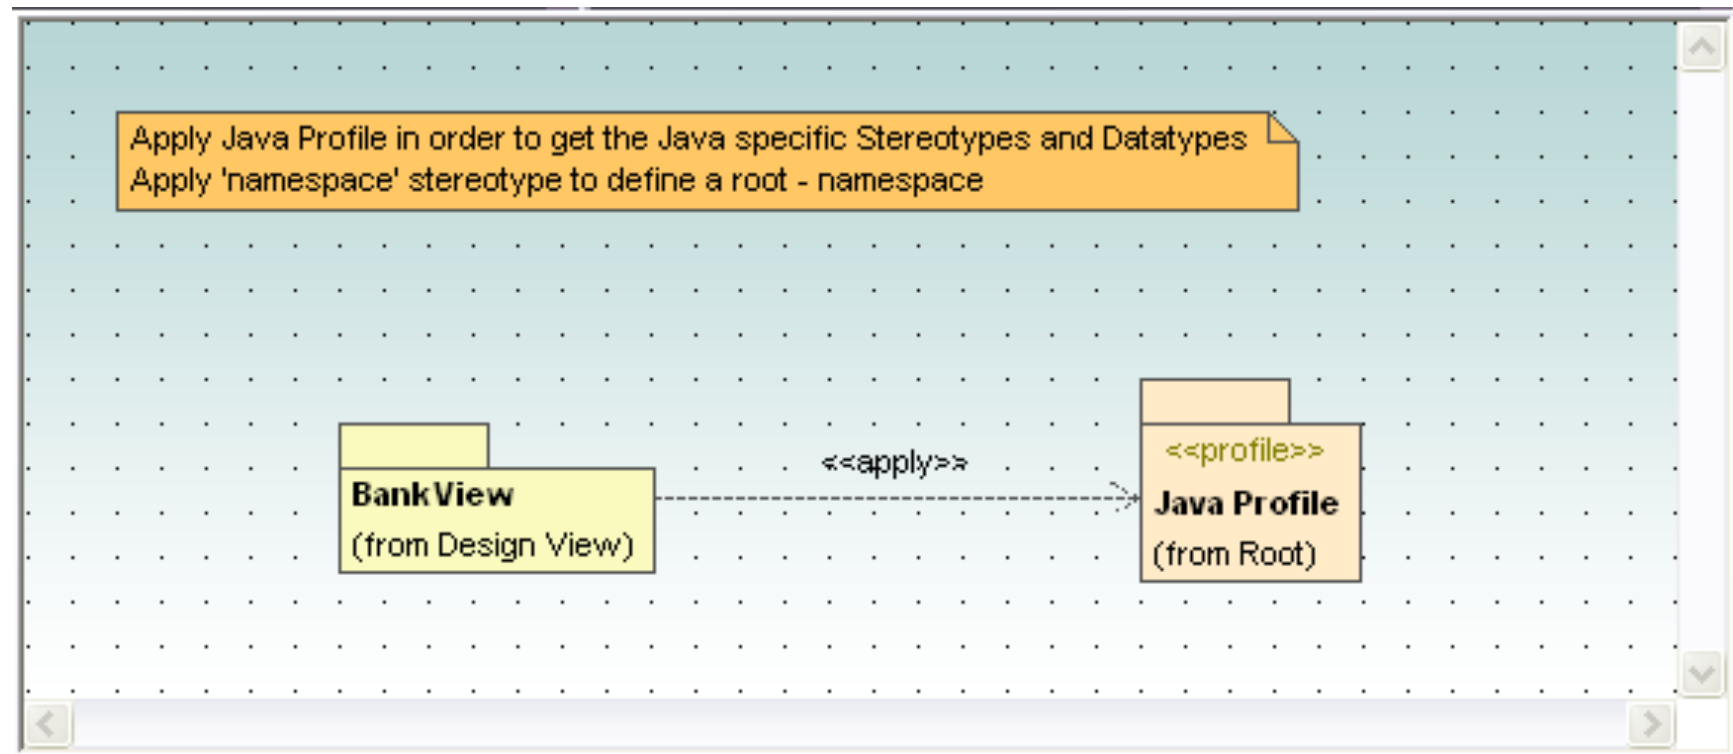 Apply Java Profile in order to get the Java specific Stereotypes and Datatypes
Apply 'namespace' stereotype to define a root - namespace
<<apply>>
BankView
(from Design View)
<<profile>>
Java Profile
(from Root)